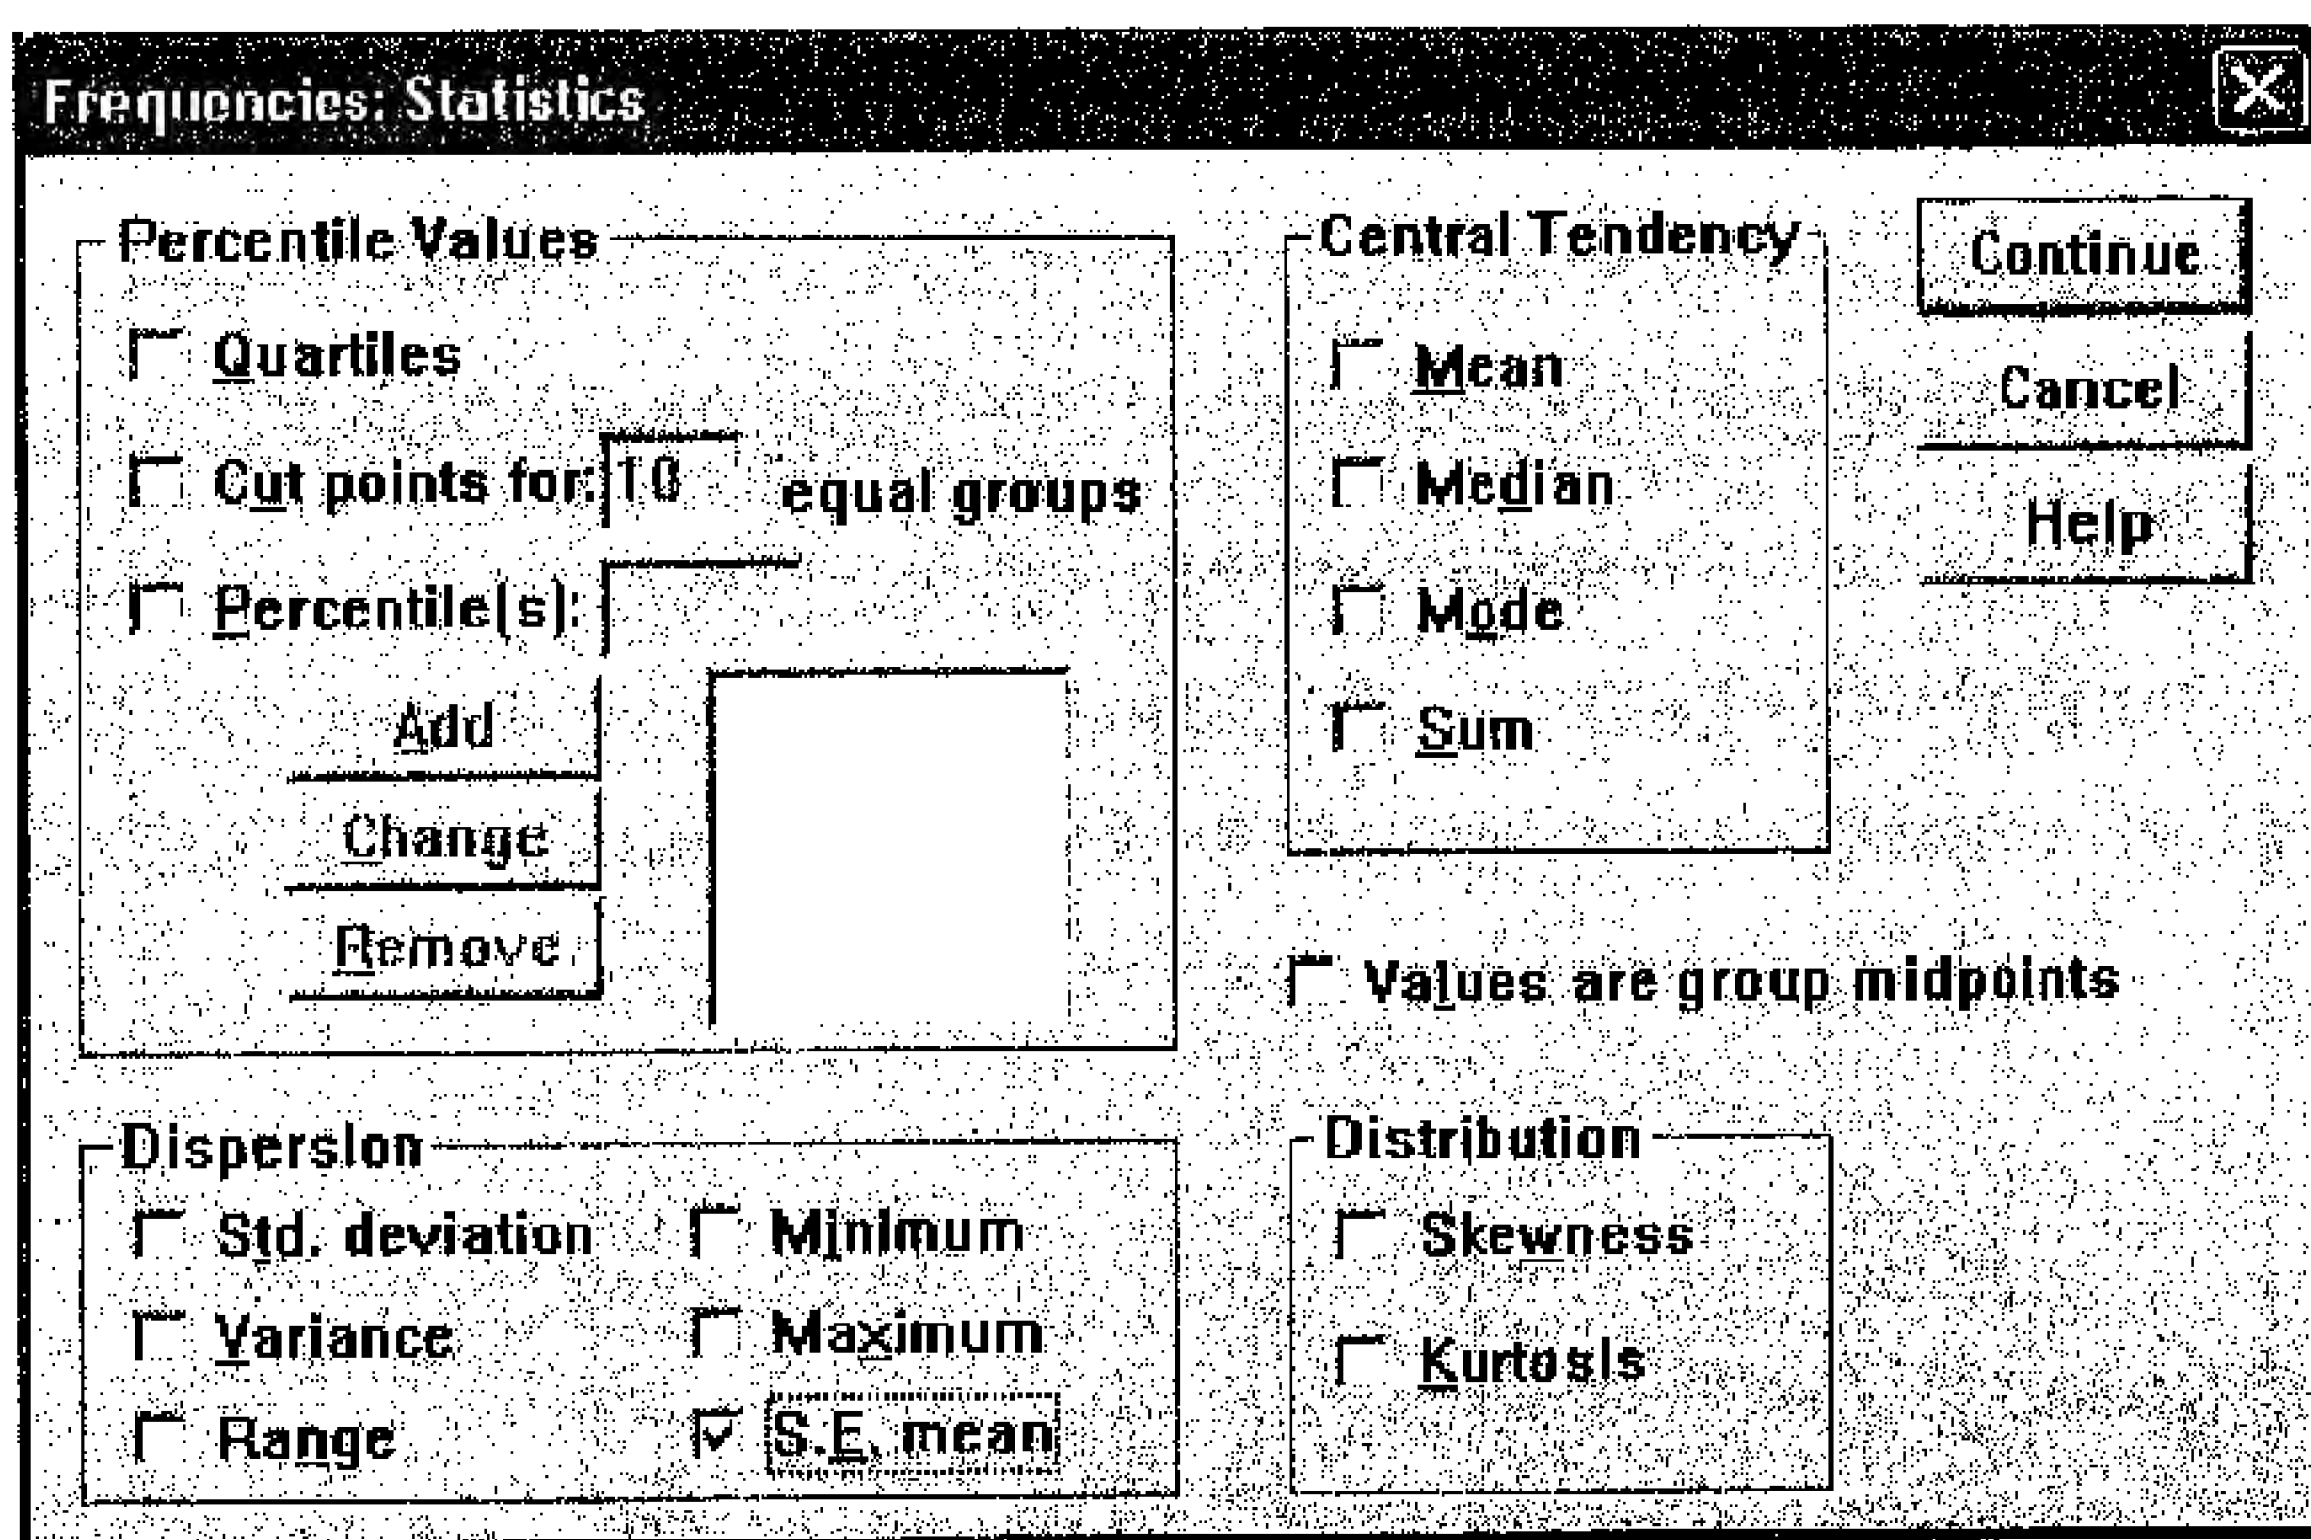 Frequencies: Statistics
Percentile Values
Quartiles
Cut points for: 10 equal groups
Percentile(s):
Add
Change
Remove
Central Tendency
Mean
Median
Mode
Sum
Continue
Cancel
Help
Values are group midpoints
Dispersion
Std. deviation
Minimum
Variance
Maximum
Range
S.E. mean
Distribution
Skewness
Kurtosis